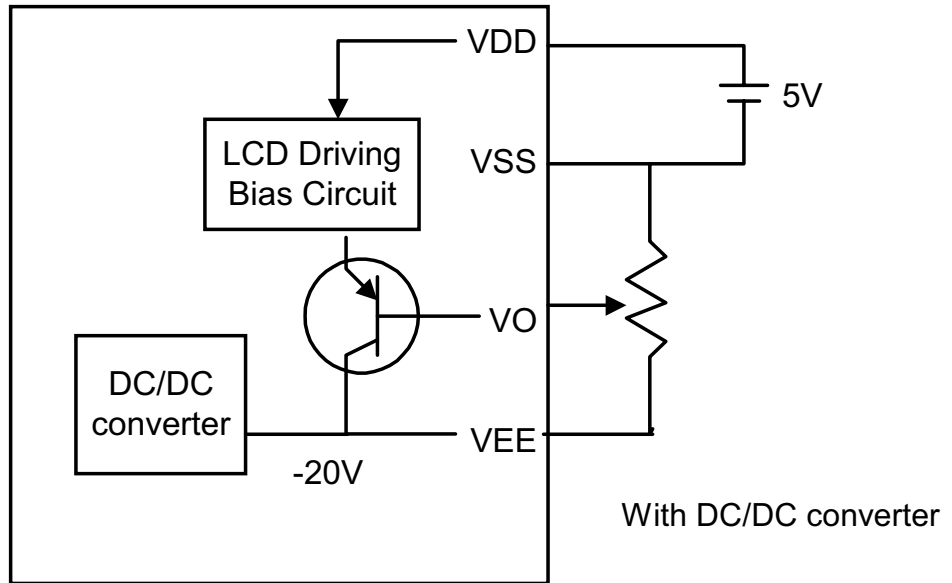 VDD
5V
LCD Driving
Bias Circuit
VSS
VO
DC/DC
converter
VEE
-20V
With DC/DC converter